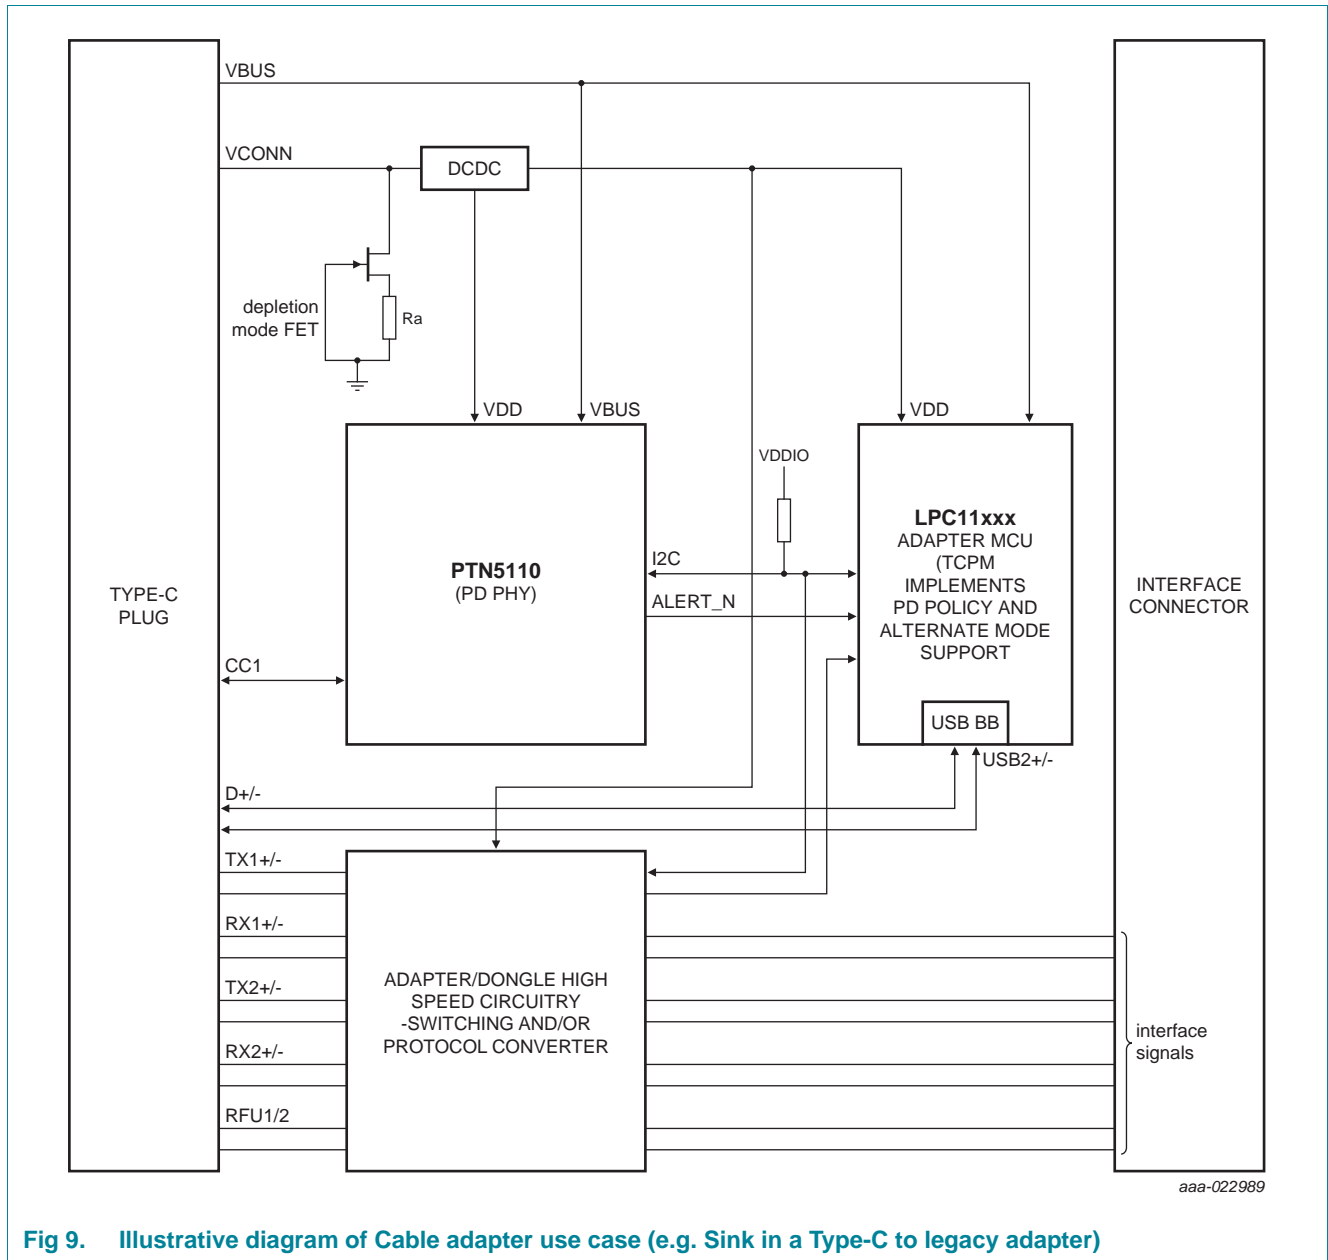 VBUS
VCONN
DCDC
depletion
mode FET
Ra
VDD
VBUS
VDD
VDDIO
TYPE-C
PLUG
PTN5110
(PD PHY)
I2C
ALERT_N
LPC11xxx
ADAPTER MCU
(TCPM
IMPLEMENTS
PD POLICY AND
ALTERNATE MODE
SUPPORT
INTERFACE
CONNECTOR
CC1
USB BB
USB2+/-
D+/-
TX1+/-
RX1+/-
TX2+/-
RX2+/-
RFU1/2
ADAPTER/DONGLE HIGH
SPEED CIRCUITRY
-SWITCHING AND/OR
PROTOCOL CONVERTER
interface
signals
aaa-022989
Fig 9. Illustrative diagram of Cable adapter use case (e.g. Sink in a Type-C to legacy adapter)